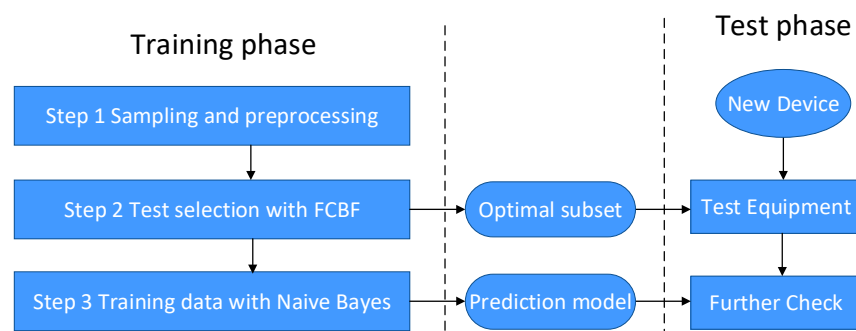 Training phase
Test phase
Step 1 Sampling and preprocessing
New Device
Step 2 Test selection with FCBF
Optimal subset
Test Equipment
Step 3 Training data with Naive Bayes
Prediction model
Further Check